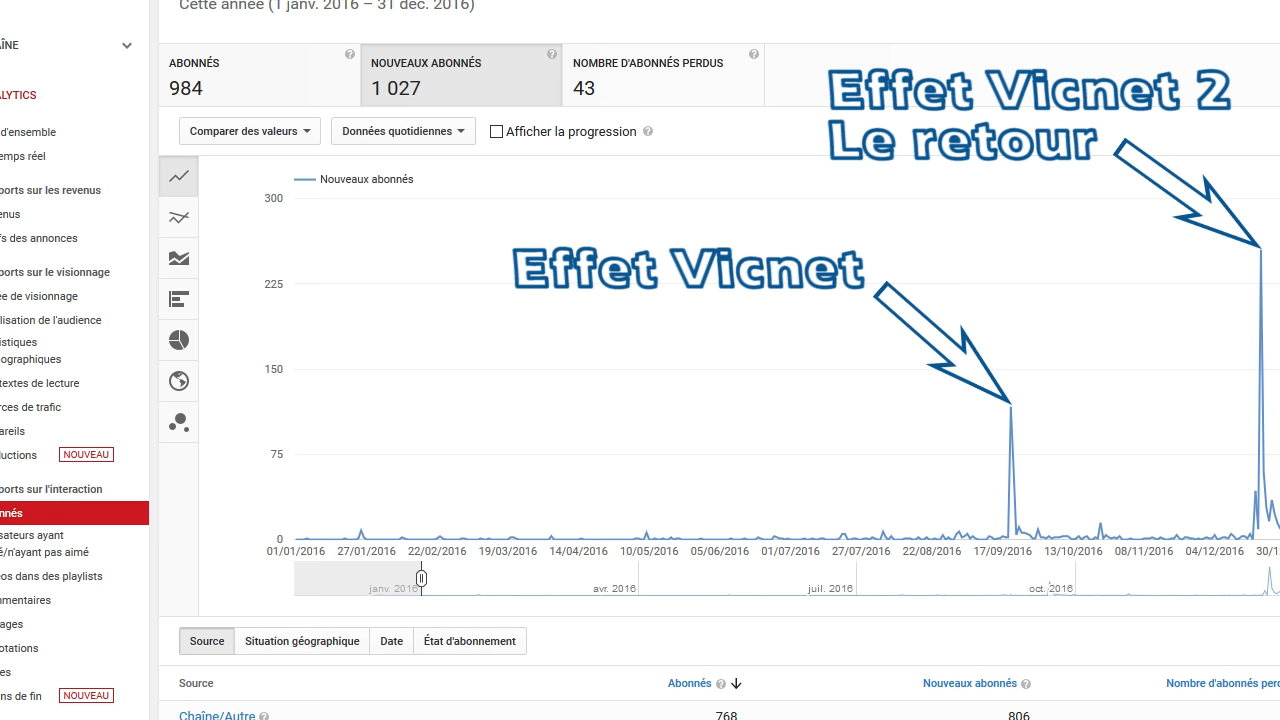 Cette année (1 janv. 2016 – 31 déc. 2016)
AÎNE
ALYTICS
d'ensemble
emps réel
ports sur les revenus
enus
fs des annonces
ports sur le visionnage
ée de visionnage
lisation de l'audience
istiques
ographiques
textes de lecture
rces de trafic
areils
ductions NOUVEAU
ports sur l'interaction
nnés
sateurs ayant
é/n'ayant pas aimé
éos dans des playlists
mmentaires
ages
otations
es
ns de fin NOUVEAU
ABONNÉS
984
NOUVEAUX ABONNÉS
1 027
NOMBRE D'ABONNÉS PERDUS
43
Effet Vicnet 2
Le retour
Comparer des valeurs
Données quotidiennes
Afficher la progression
Nouveaux abonnés
Effet Vicnet
300
225
150
75
0
01/01/2016 27/01/2016 22/02/2016 19/03/2016 14/04/2016 10/05/2016 05/06/2016 01/07/2016 27/07/2016 22/08/2016 17/09/2016 13/10/2016 08/11/2016 04/12/2016 30/1
janv. 2016 avr. 2016 juil. 2016 oct. 2016
Source Situation géographique Date État d'abonnement
Source Abonnés Nouveaux abonnés Nombre d'abonnés perd
Chaîne/Autre 768 806